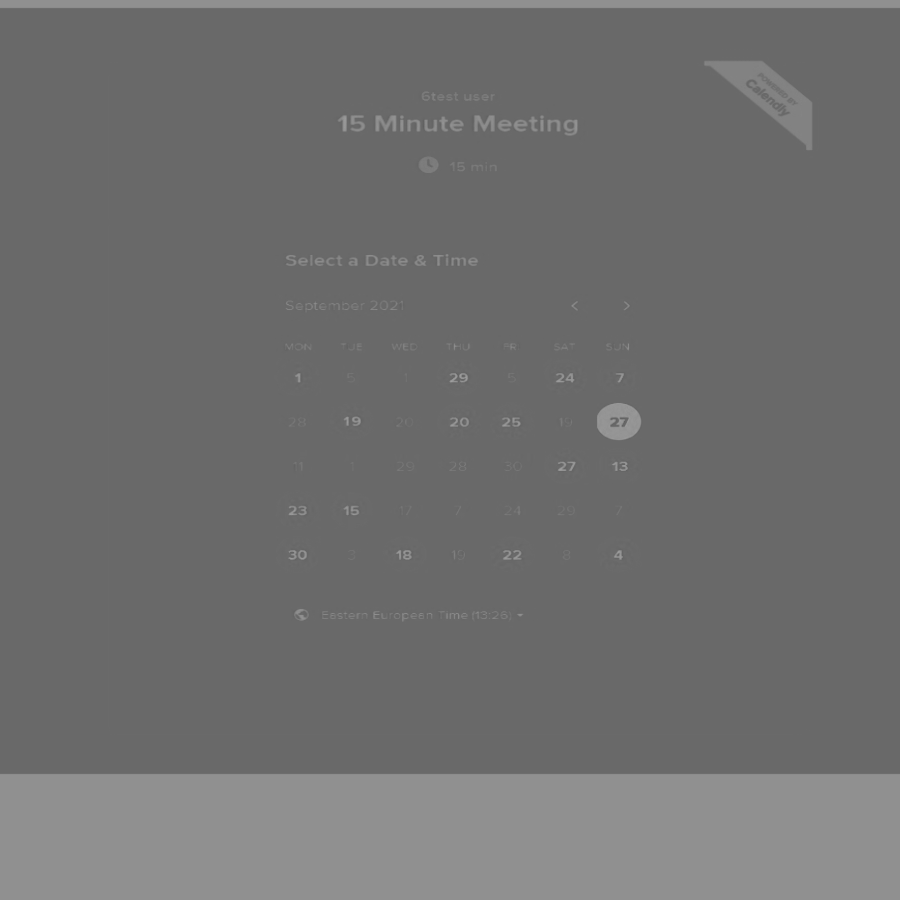 POWERED BY
Calendly
6test user
15 Minute Meeting
15 min
Select a Date & Time
September 2021
MON TUE WED THU FR SAT SUN
1 5 1 29 5 24 7
28 19 20 20 25 19 27
11 1 29 28 30 27 13
23 15 17 7 24 29 7
30 3 18 19 22 8 4
Eastern European Time (13:26)